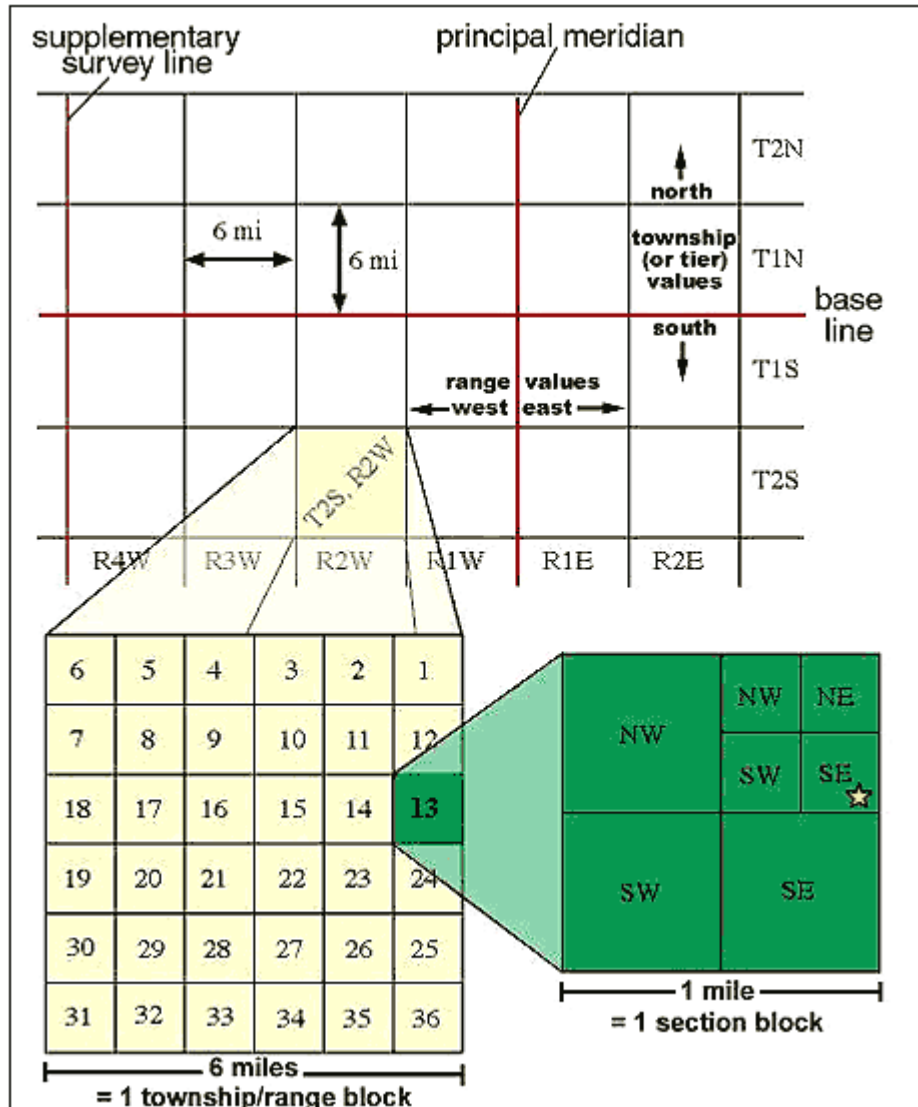 supplementary
survey line
principal meridian
T2N
north
6 mi
6 mi
township
(or tier)
values
T1N
base
line
south
T1S
range values
west east
T2S, R2W
T2S
R4W R3W R2W R1W R1E R2E
6 5 4 3 2 1
7 8 9 10 11 12
18 17 16 15 14 13
19 20 21 22 23 24
30 29 28 27 26 25
31 32 33 34 35 36
6 miles
= 1 township/range block
NW NW NE
SW SE
SW SE
1 mile
= 1 section block